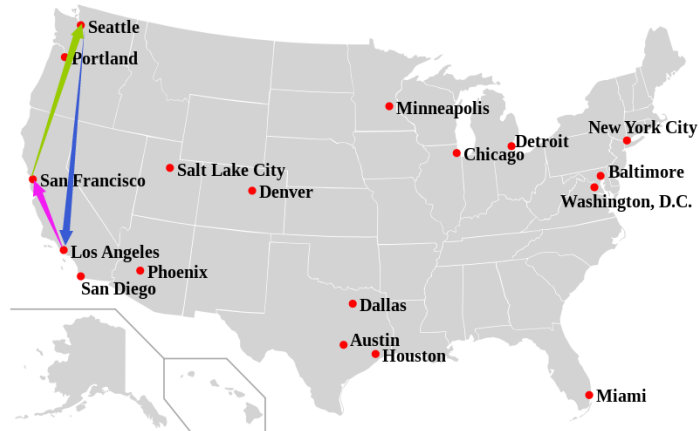 Seattle
Portland
Minneapolis
New York City
Detroit
Chicago
Salt Lake City
Baltimore
San Francisco
Denver
Washington, D.C.
Los Angeles
Phoenix
San Diego
Dallas
Austin
Houston
Miami